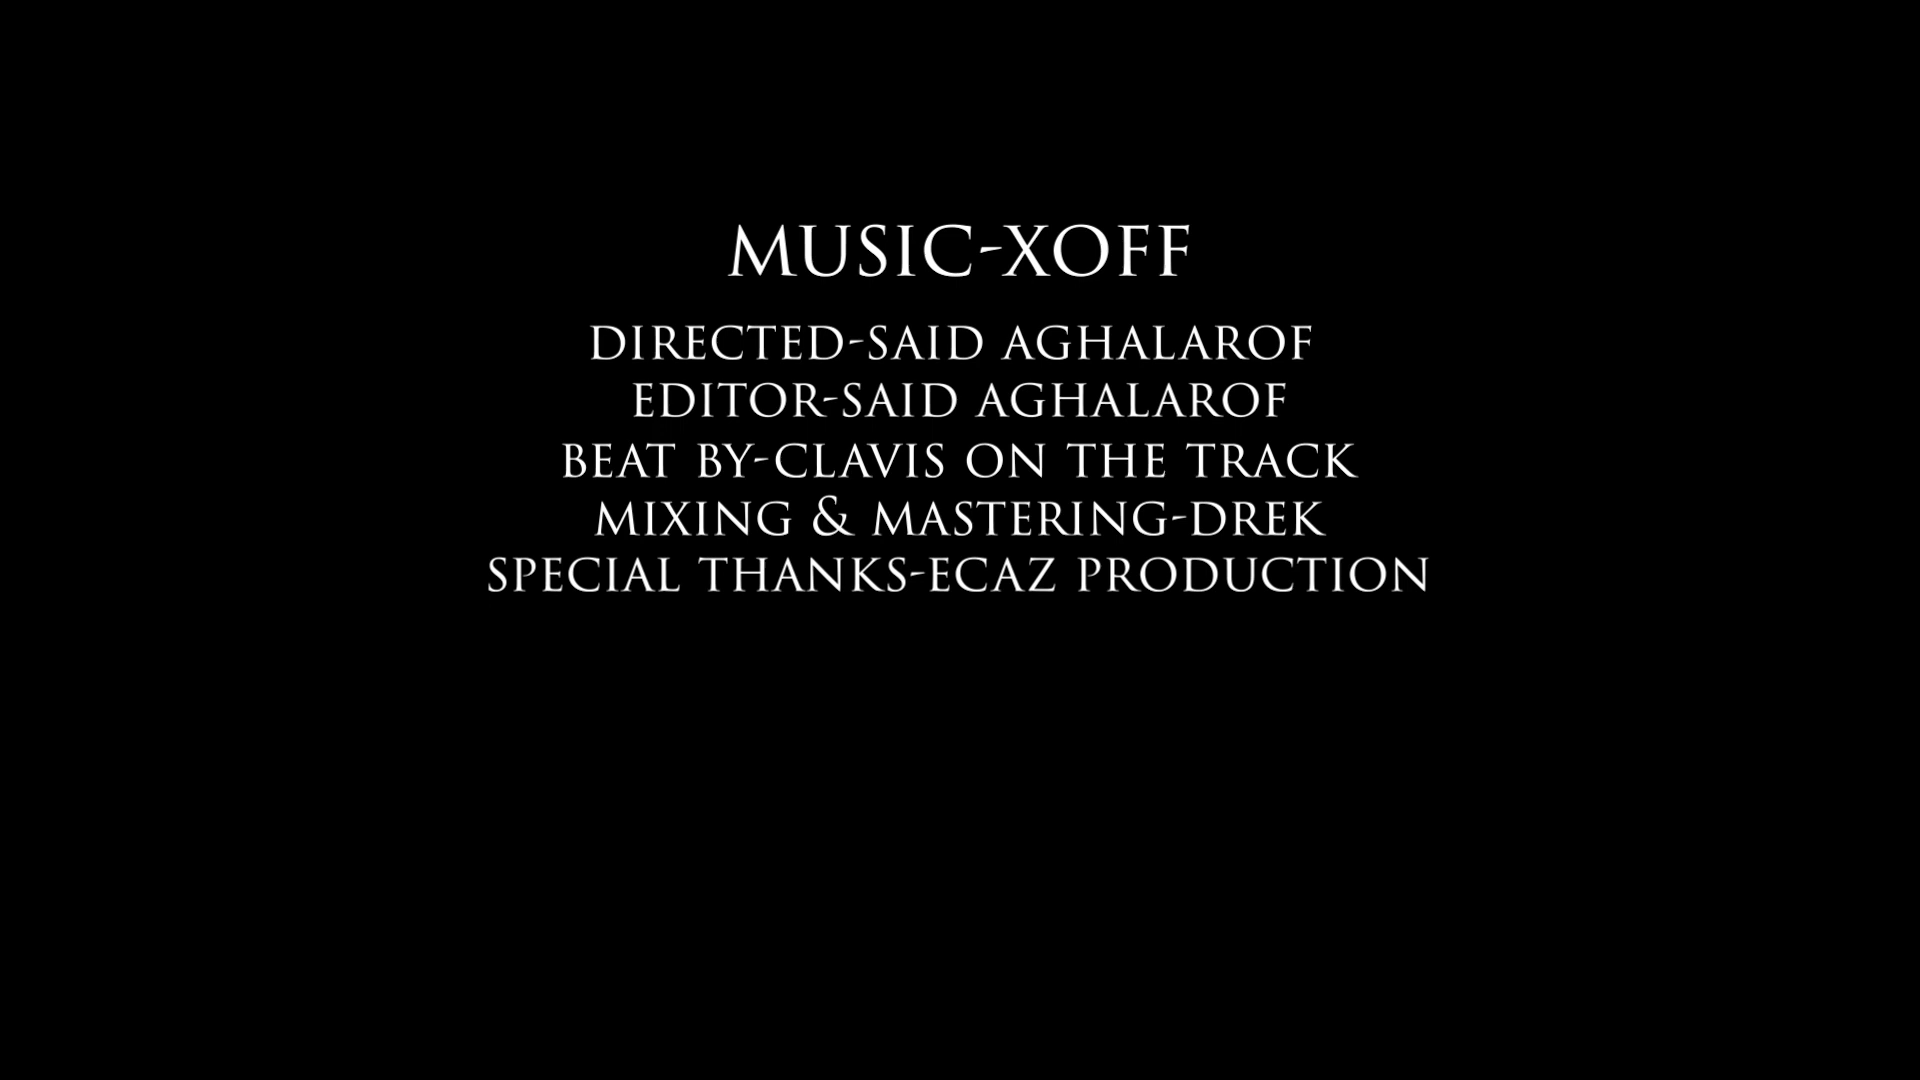 MUSIC-XOFF
DIRECTED-SAID AGHALAROF
EDITOR-SAID AGHALAROF
BEAT BY-CLAVIS ON THE TRACK
MIXING & MASTERING-DREK
SPECIAL THANKS-ECAZ PRODUCTION